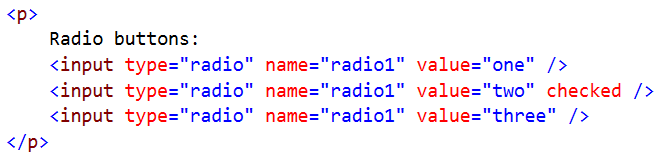 <p>
Radio buttons:
<input type="radio" name="radio1" value="one" />
<input type="radio" name="radio1" value="two" checked />
<input type="radio" name="radio1" value="three" />
</p>